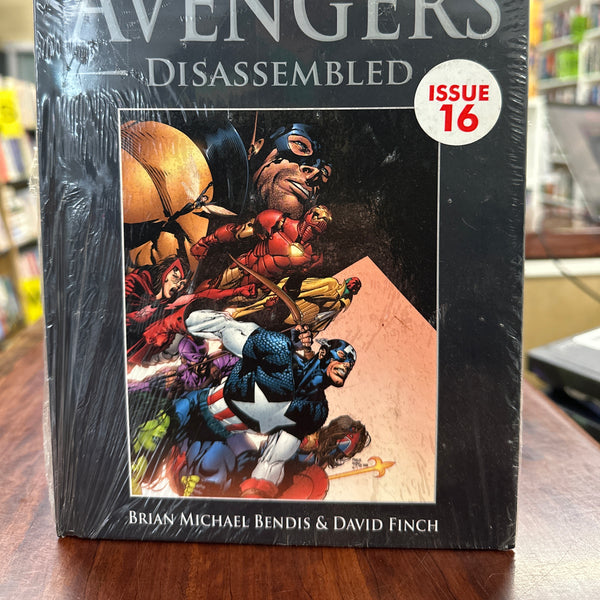 AVENGERS
DISASSEMBLED
ISSUE
16
BRIAN MICHAEL BENDIS & DAVID FINCH